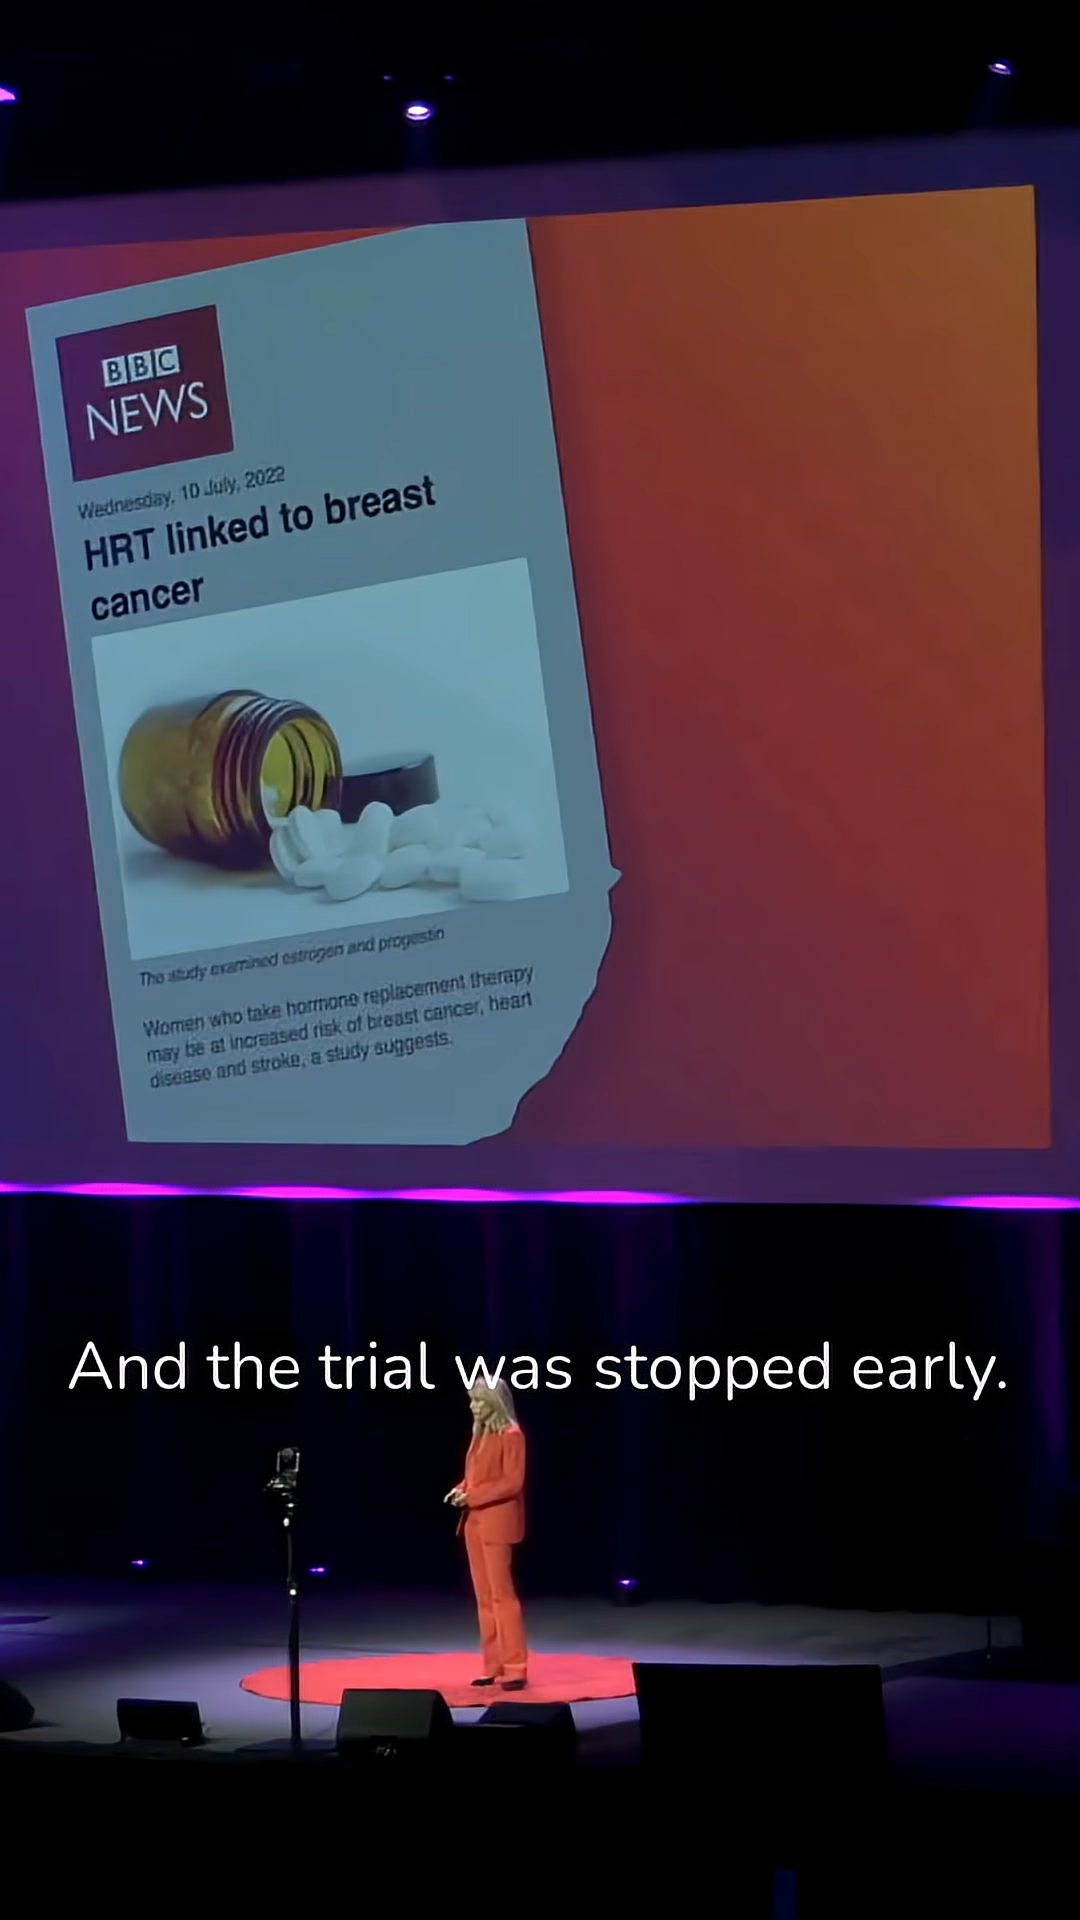 BBC
NEWS
Wednesday, 10 July, 2022
HRT linked to breast
cancer
The study examined estrogen and progestin
Women who take hormone replacement therapy
may be at increased risk of breast cancer, heart
disease and stroke, a study suggests.
And the trial was stopped early.